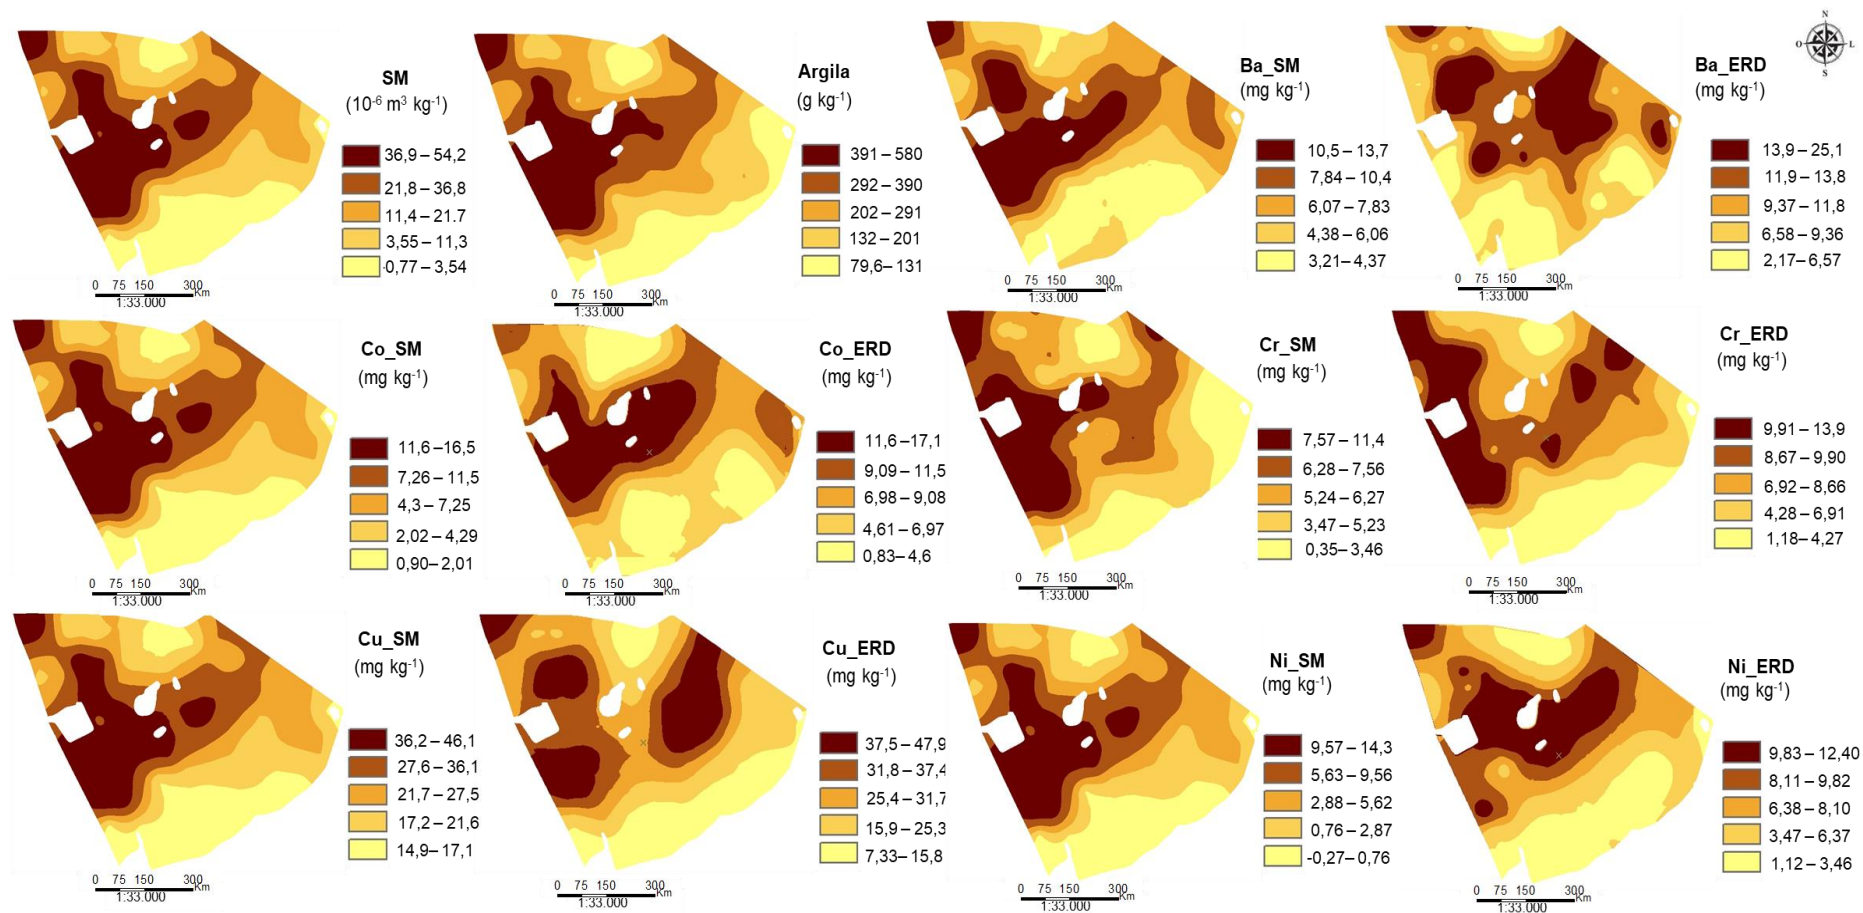 N
O L
S
SM
(10⁻⁶ m³ kg⁻¹)
36,9 – 54,2
21,8 – 36,8
11,4 – 21.7
3,55 – 11,3
-0,77 – 3,54
0 75 150 300
Km
1:33.000
Argila
(g kg⁻¹)
391 – 580
292 – 390
202 – 291
132 – 201
79,6– 131
0 75 150 300
Km
1:33.000
Ba_SM
(mg kg⁻¹)
10,5 – 13,7
7,84 – 10,4
6,07 – 7,83
4,38 – 6,06
3,21 – 4,37
0 75 150 300
Km
1:33.000
Ba_ERD
(mg kg⁻¹)
13,9 – 25,1
11,9 – 13,8
9,37 – 11,8
6,58 – 9,36
2,17 – 6,57
0 75 150 300
Km
1:33.000
Co_SM
(mg kg⁻¹)
11,6 – 16,5
7,26 – 11,5
4,3 – 7,25
2,02 – 4,29
0,90 – 2,01
0 75 150 300
Km
1:33.000
Co_ERD
(mg kg⁻¹)
11,6 –17,1
9,09 – 11,5
6,98 – 9,08
4,61 – 6,97
0,83– 4,6
0 75 150 300
Km
1:33.000
Cr_SM
(mg kg⁻¹)
7,57 – 11,4
6,28 – 7,56
5,24 – 6,27
3,47 – 5,23
0,35 – 3,46
0 75 150 300
Km
1:33.000
Cr_ERD
(mg kg⁻¹)
9,91 – 13,9
8,67 – 9,90
6,92 – 8,66
4,28 – 6,91
1,18 – 4,27
0 75 150 300
Km
1:33.000
Cu_SM
(mg kg⁻¹)
36,2 – 46,1
27,6 – 36,1
21,7 – 27,5
17,2 – 21,6
14,9– 17,1
0 75 150 300
Km
1:33.000
Cu_ERD
(mg kg⁻¹)
37,5 – 47,9
31,8 – 37,4
25,4 – 31,7
15,9 – 25,3
7,33 – 15,8
0 75 150 300
Km
1:33.000
Ni_SM
(mg kg⁻¹)
9,57 – 14,3
5,63 – 9,56
2,88 – 5,62
0,76 – 2,87
-0,27– 0,76
0 75 150 300
Km
1:33.000
Ni_ERD
(mg kg⁻¹)
9,83 – 12,40
8,11 – 9,82
6,38 – 8,10
3,47 – 6,37
1,12 – 3,46
0 75 150 300
Km
1:33.000